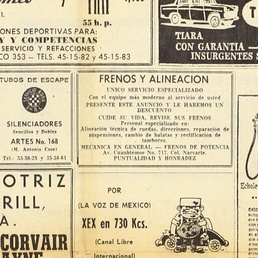 55 h. p.
IONES DEPORTIVAS PARA:
Y Y COMPETENCIAS
SERVICIO Y REFACCIONES
CO 353 — TELS. 45-15-82 y 45-15-83
TIARA
CON GARANTIA
INSURGENTES S
TUBOS DE ESCAPE
SILENCIADORES
Sencillos y Dobles
ARTES No. 168
(M. Antonio Caso)
Tel: 35-36-25 y 35-28-61
FRENOS Y ALINEACION
UNICO SERVICIO ESPECIALIZADO
Con el equipo más moderno al servicio de usted
PRESENTE ESTE ANUNCIO Y LE HAREMOS UN
DESCUENTO
CUIDE SU VIDA, REVISE SUS FRENOS
Personal especializado en:
Alineación técnica de ruedas, direcciones, reparación de
suspensiones, cambio de balatas y rectificación de
tambores.
MECANICA EN GENERAL — FRENOS DE POTENCIA
Av. Cuauhtémoc No. 717. Col. Narvarte.
PUNTUALIDAD Y HONRADEZ
OTRIZ
RILL,
A.
CORVAIR
AYNE
POR
(LA VOZ DE MEXICO)
XEX en 730 Kcs.
(Canal Libre
Internacional)